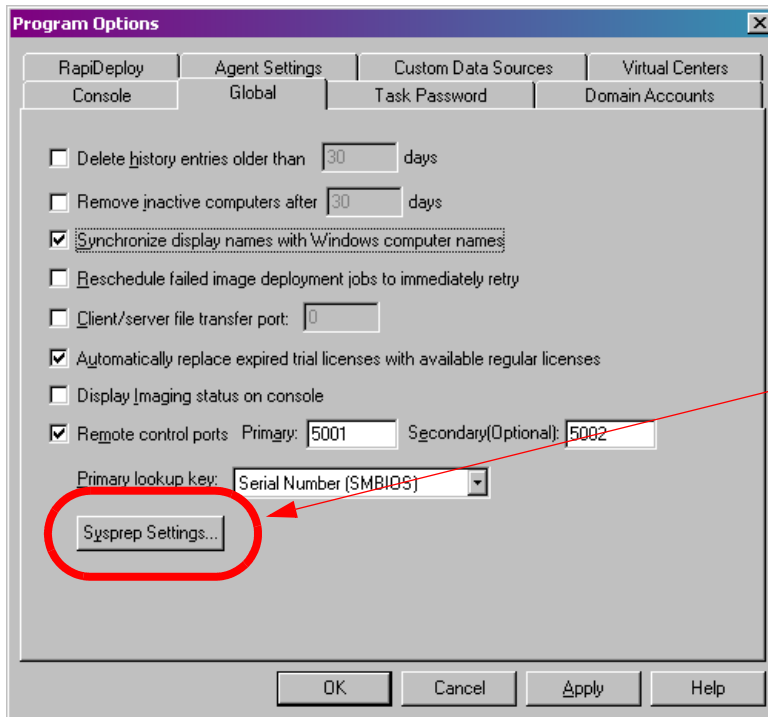 Program Options
RapiDeploy Agent Settings Custom Data Sources Virtual Centers
Console Global Task Password Domain Accounts
Delete history entries older than 30 days
Remove inactive computers after 30 days
Synchronize display names with Windows computer names
Reschedule failed image deployment jobs to immediately retry
Client/server file transfer port: 0
Automatically replace expired trial licenses with available regular licenses
Display Imaging status on console
Remote control ports Primary: 5001 Secondary(Optional): 5002
Primary lookup key: Serial Number (SMBIOS)
Sysprep Settings...
OK Cancel Apply Help